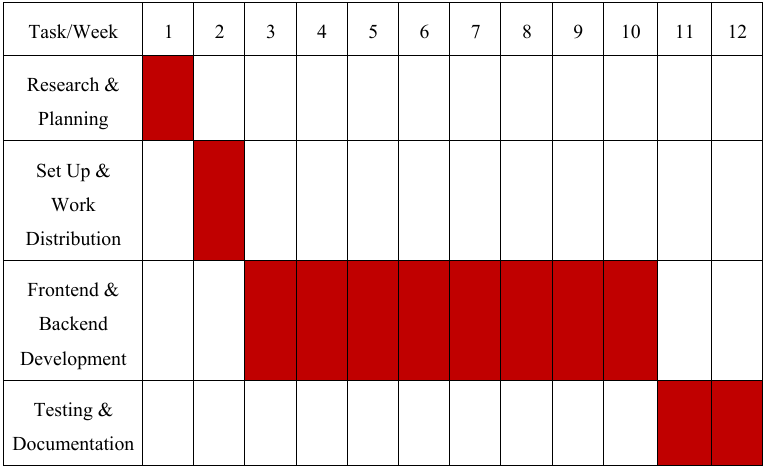 Task/Week 1 2 3 4 5 6 7 8 9 10 11 12
Research &
Planning
Set Up &
Work
Distribution
Frontend &
Backend
Development
Testing &
Documentation